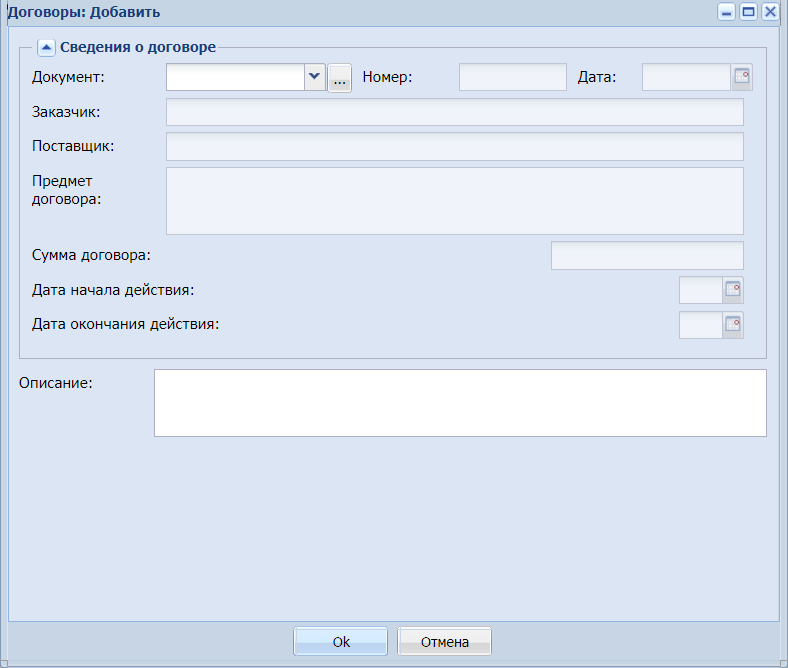 Договоры: Добавить
Сведения о договоре
Документ: ... Номер: Дата:
Заказчик:
Поставщик:
Предмет
договора:
Сумма договора:
Дата начала действия:
Дата окончания действия:
Описание:
Ok Отмена